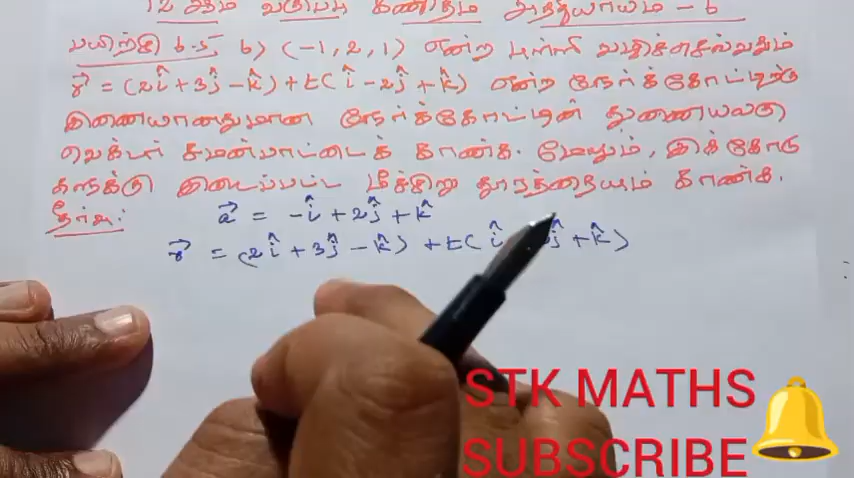 12 ஆம் வகுப்பு கணிதம் அத்தியாயம் - 6
பயிற்சி 6.5, 6) (-1, 2, 1) என்ற புள்ளி வழிச்செல்வதும்
r⃗ = (2î + 3ĵ - k̂) + t(î - 2ĵ + k̂) என்ற நேர்க்கோட்டிற்கு
இணையானதுமான நேர்க்கோட்டின் துணையலகு
வெக்டர் சமன்பாட்டைக் காண்க. மேலும், இக்கோடு
களுக்கு இடைப்பட்ட மீச்சிறு தூரத்தையும் காண்க.
தீர்வு: a⃗ = -î + 2ĵ + k̂
r⃗ = (2î + 3ĵ - k̂) + t(î ĵ + k̂)
STK MATHS
SUBSCRIBE